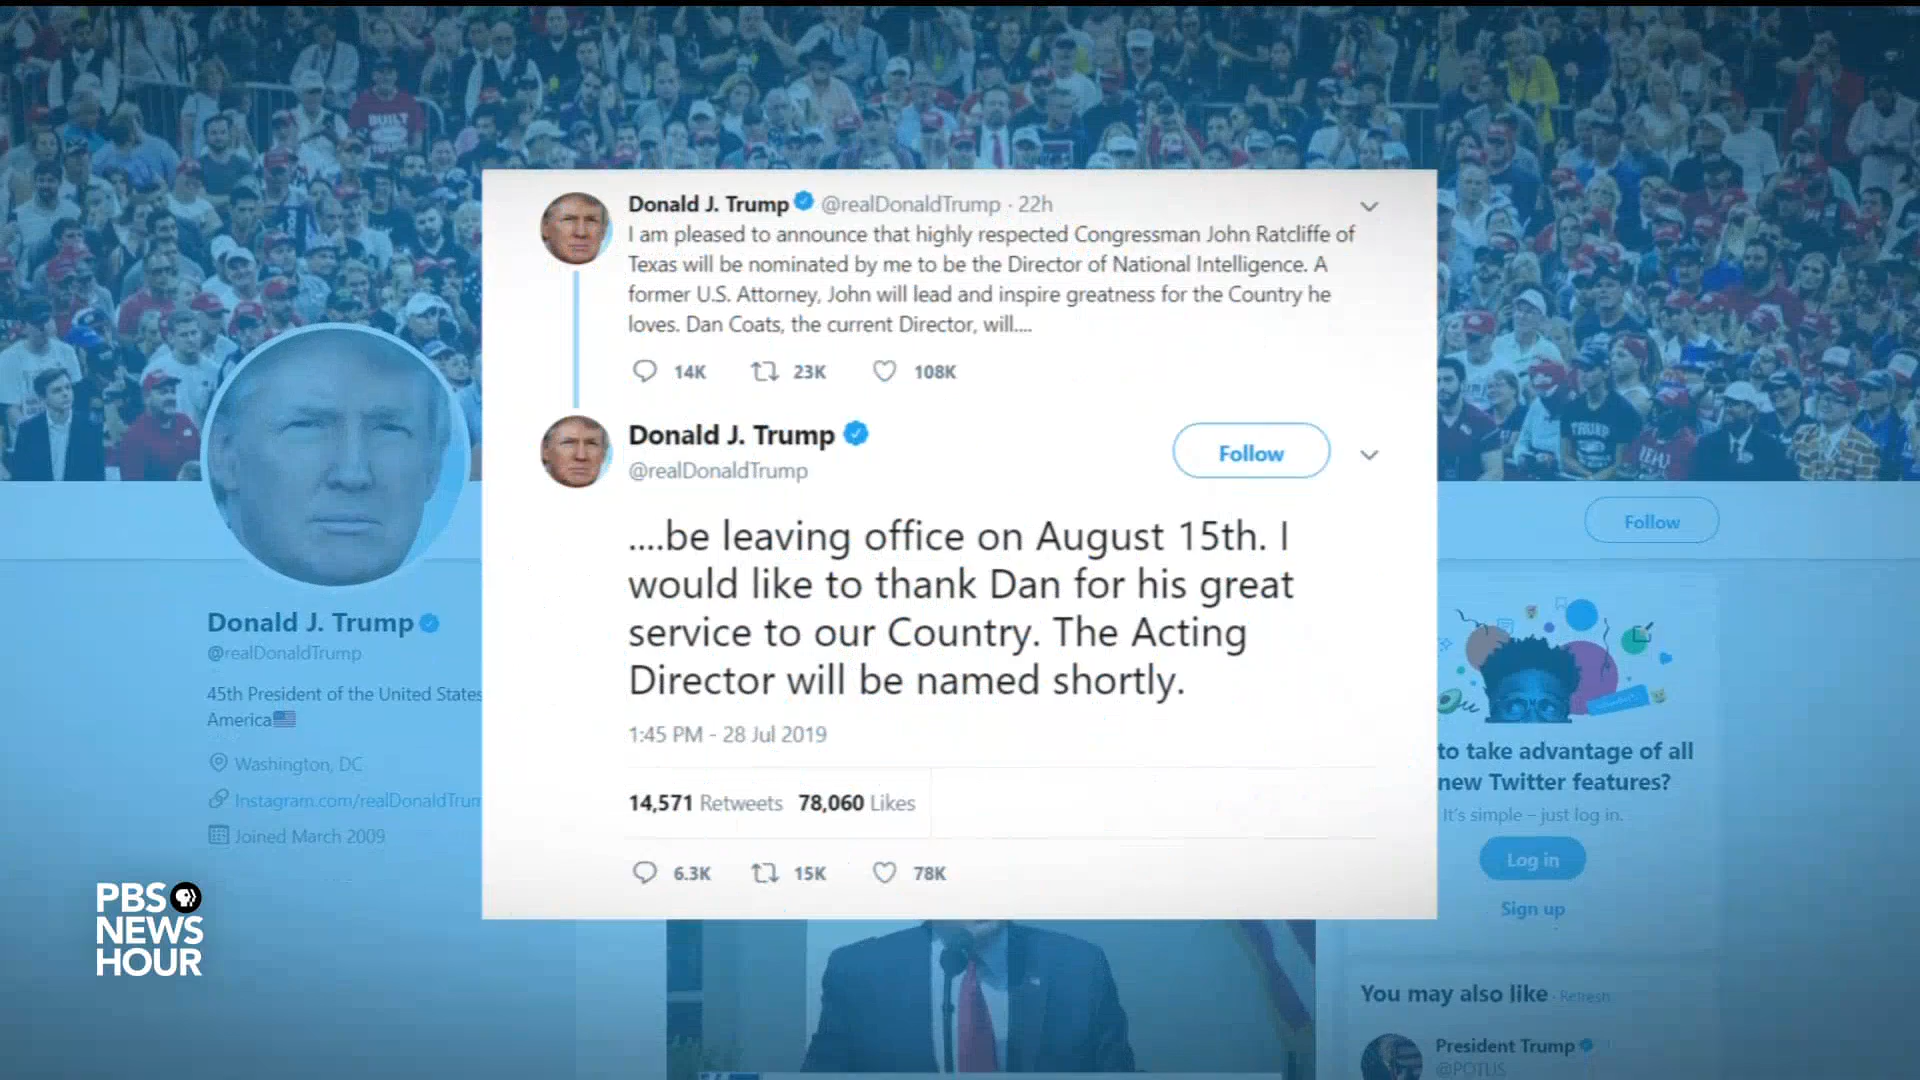 BUILT
Donald J. Trump @realDonaldTrump · 22h
I am pleased to announce that highly respected Congressman John Ratcliffe of
Texas will be nominated by me to be the Director of National Intelligence. A
former U.S. Attorney, John will lead and inspire greatness for the Country he
loves. Dan Coats, the current Director, will....
14K 23K 108K
Donald J. Trump
@realDonaldTrump
Follow
....be leaving office on August 15th. I
would like to thank Dan for his great
service to our Country. The Acting
Director will be named shortly.
1:45 PM - 28 Jul 2019
14,571 Retweets 78,060 Likes
6.3K 15K 78K
Donald J. Trump
@realDonaldTrump
45th President of the United States
America
Washington, DC
Instagram.com/realDonaldTrum
Joined March 2009
PBS
NEWS
HOUR
TRUMP
Follow
to take advantage of all
new Twitter features?
It's simple – just log in.
Log in
Sign up
You may also like · Refresh
President Trump
@POTUS